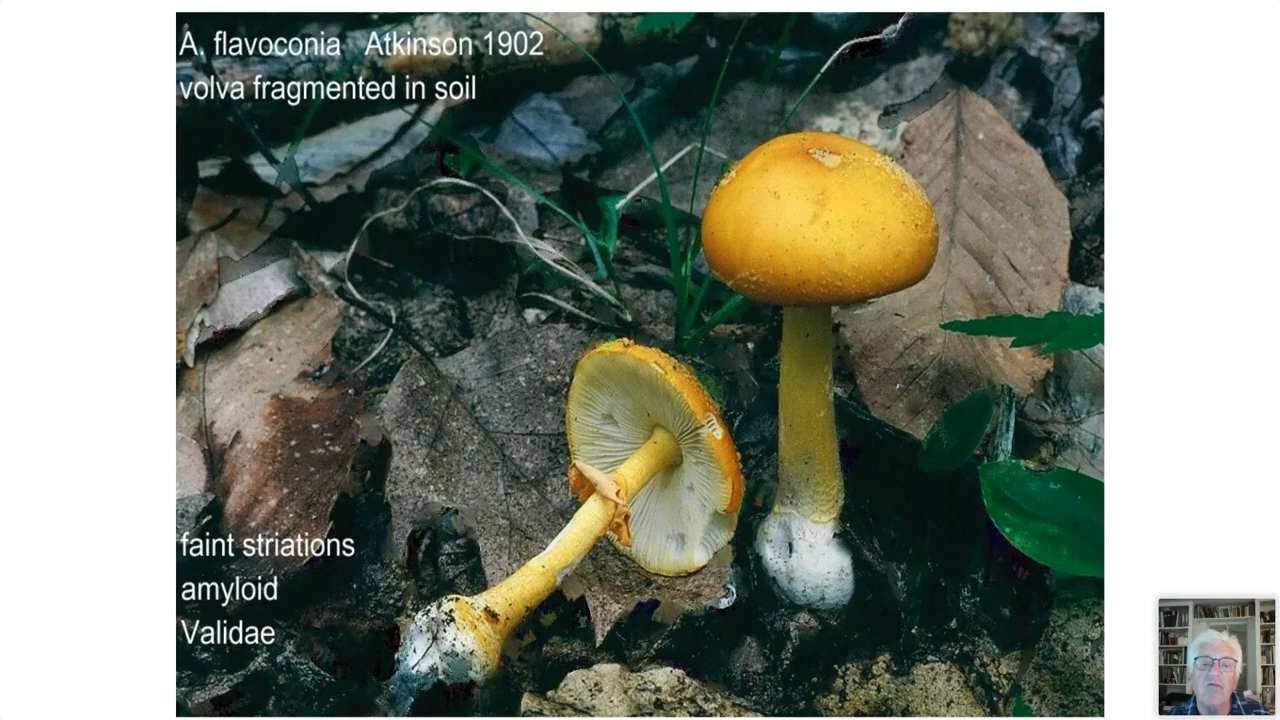 A. flavoconia Atkinson 1902
volva fragmented in soil
faint striations
amyloid
Validae